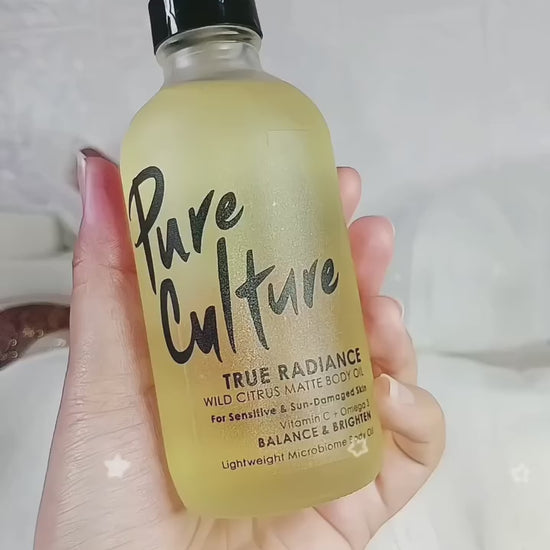 Pure
Culture
TRUE RADIANCE
WILD CITRUS MATTE BODY OIL
For Sensitive & Sun-Damaged Skin
Vitamin C + Omega 3
BALANCE & BRIGHTEN
Lightweight Microbiome Body Oil